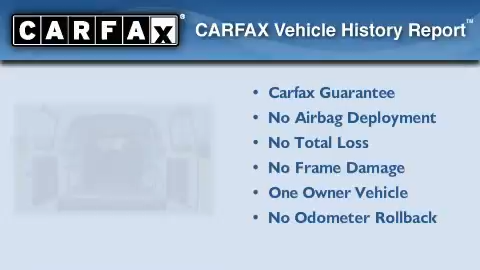 CARFAX® CARFAX Vehicle History Report™
• Carfax Guarantee
• No Airbag Deployment
• No Total Loss
• No Frame Damage
• One Owner Vehicle
• No Odometer Rollback